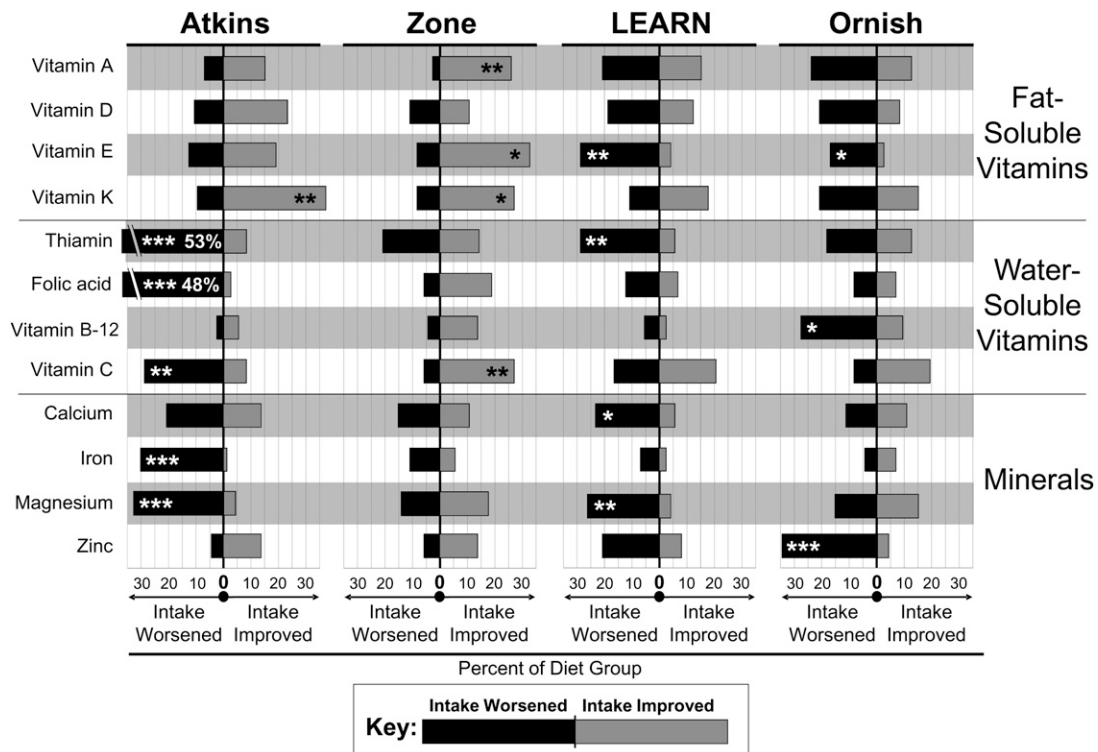 Atkins Zone LEARN Ornish
Vitamin A **
Vitamin D
Vitamin E * ** *
Vitamin K ** *
Fat-
Soluble
Vitamins
Thiamin *** 53% **
Folic acid *** 48%
Vitamin B-12 *
Vitamin C ** **
Water-
Soluble
Vitamins
Calcium *
Iron ***
Magnesium *** **
Zinc ***
Minerals
30 20 10 0 10 20 30 30 20 10 0 10 20 30 30 20 10 0 10 20 30 30 20 10 0 10 20 30
Intake Intake Intake Intake Intake Intake Intake Intake
Worsened Improved Worsened Improved Worsened Improved Worsened Improved
Percent of Diet Group
Intake Worsened Intake Improved
Key: